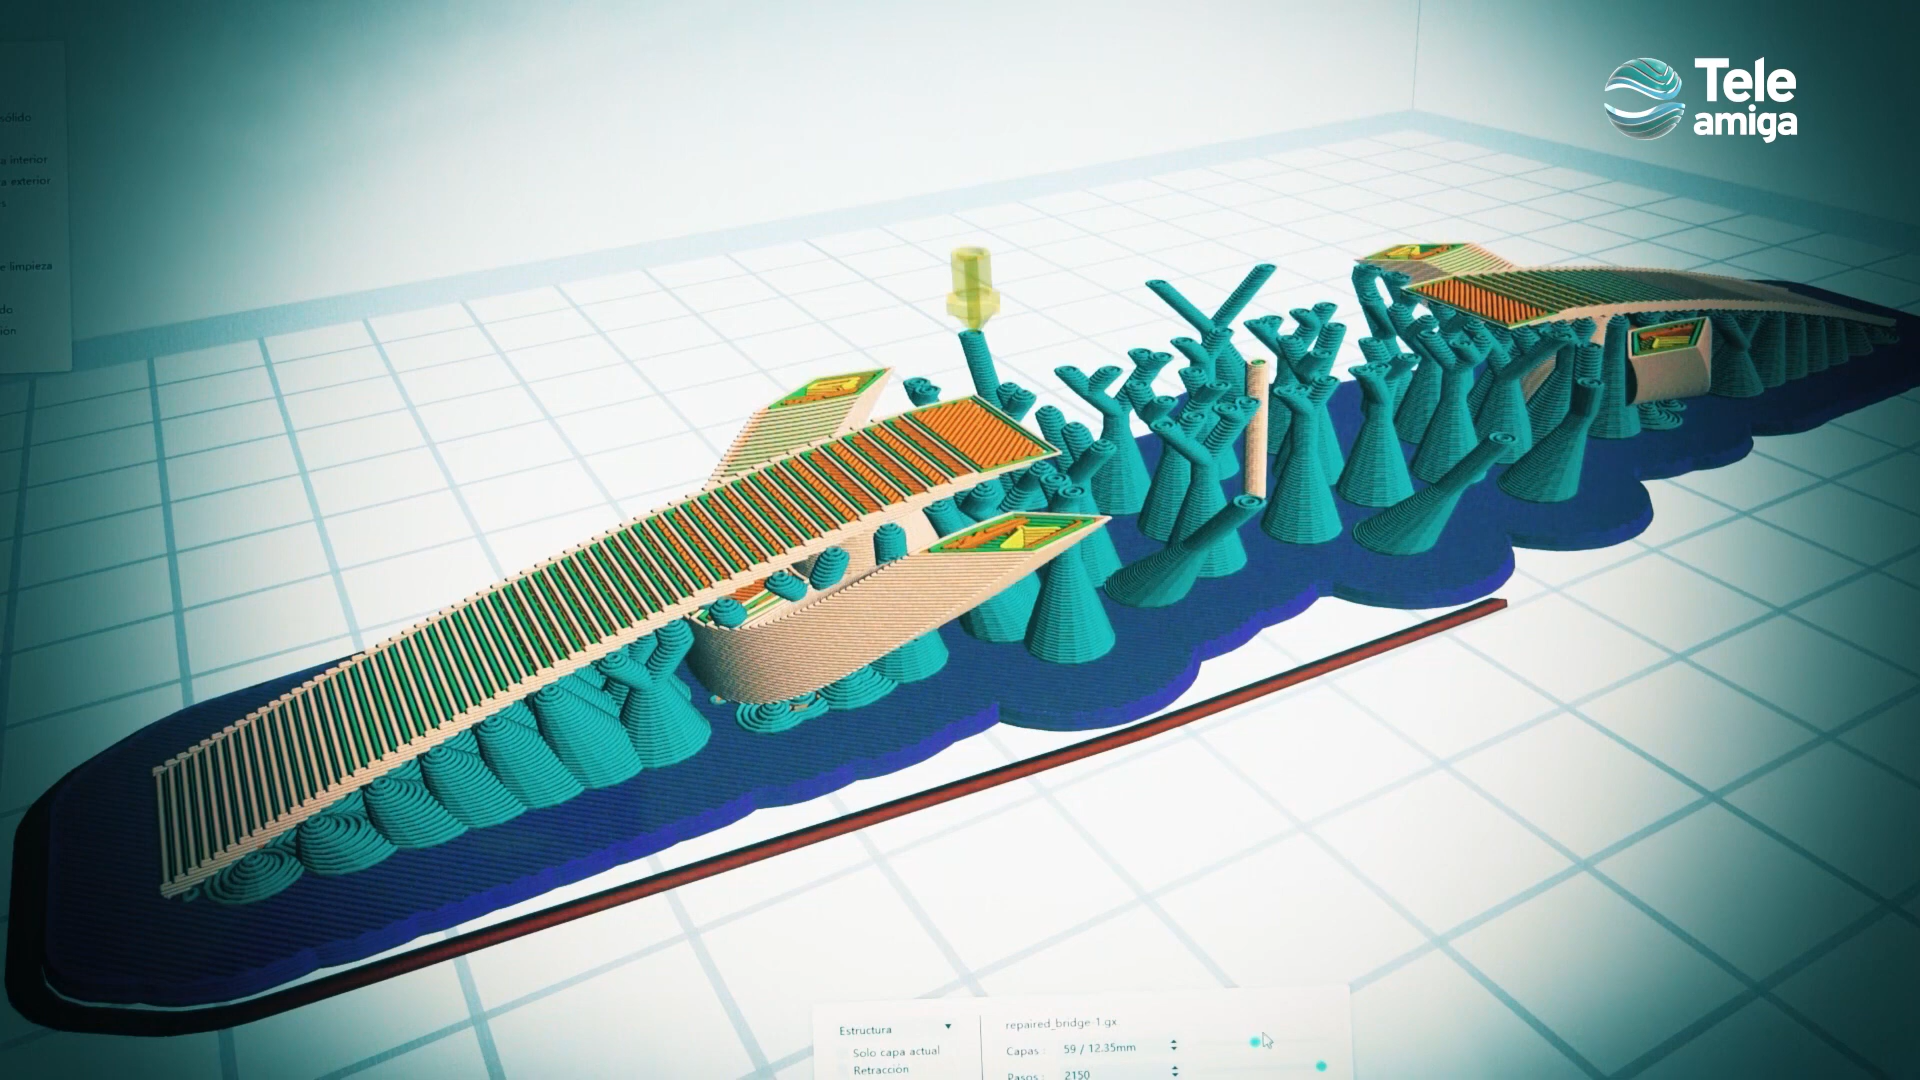 Tele
amiga
sólido
a interior
a exterior
s
e limpieza
do
ión
Estructura
Solo capa actual
Retracción
repaired_bridge-1.gx
Capas : 59 / 12.35mm
Pasos : 2150